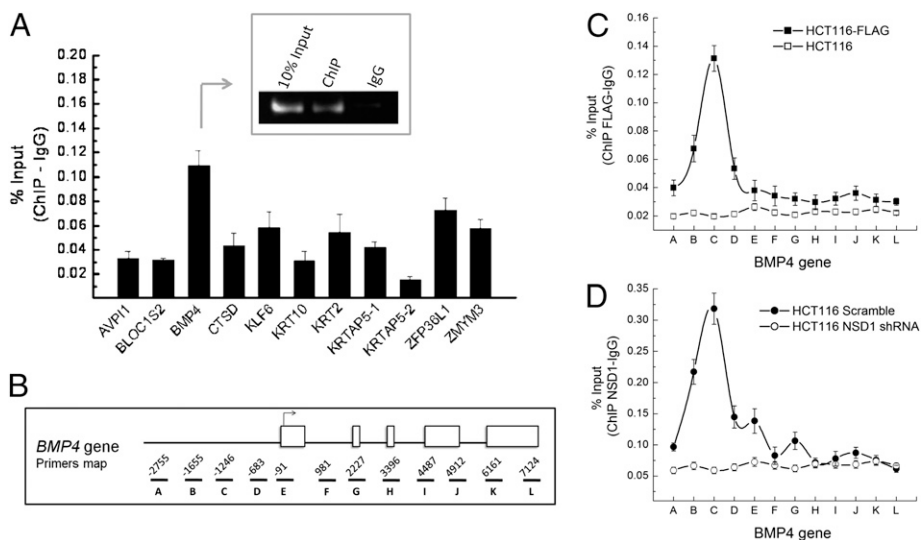 A
0.20
0.18
0.16
0.14
0.12
0.10
0.08
0.06
0.04
0.02
% Input
(ChIP - IgG)
10% Input
ChIP
IgG
AVPI1
BLOC1S2
BMP4
CTSD
KLF6
KRT10
KRT2
KRTAP5-1
KRTAP5-2
ZFP36L1
ZMYM3
B
BMP4 gene
Primers map
-2755 -1655 -1246 -683 -91 981 2227 3396 4487 4912 6161 7124
A B C D E F G H I J K L
C
HCT116-FLAG
HCT116
0.16
0.14
0.12
0.10
0.08
0.06
0.04
0.02
% Input
(ChIP FLAG-IgG)
A B C D E F G H I J K L
BMP4 gene
D
HCT116 Scramble
HCT116 NSD1 shRNA
0.35
0.30
0.25
0.20
0.15
0.10
0.05
% Input
(ChIP NSD1-IgG)
A B C D E F G H I J K L
BMP4 gene